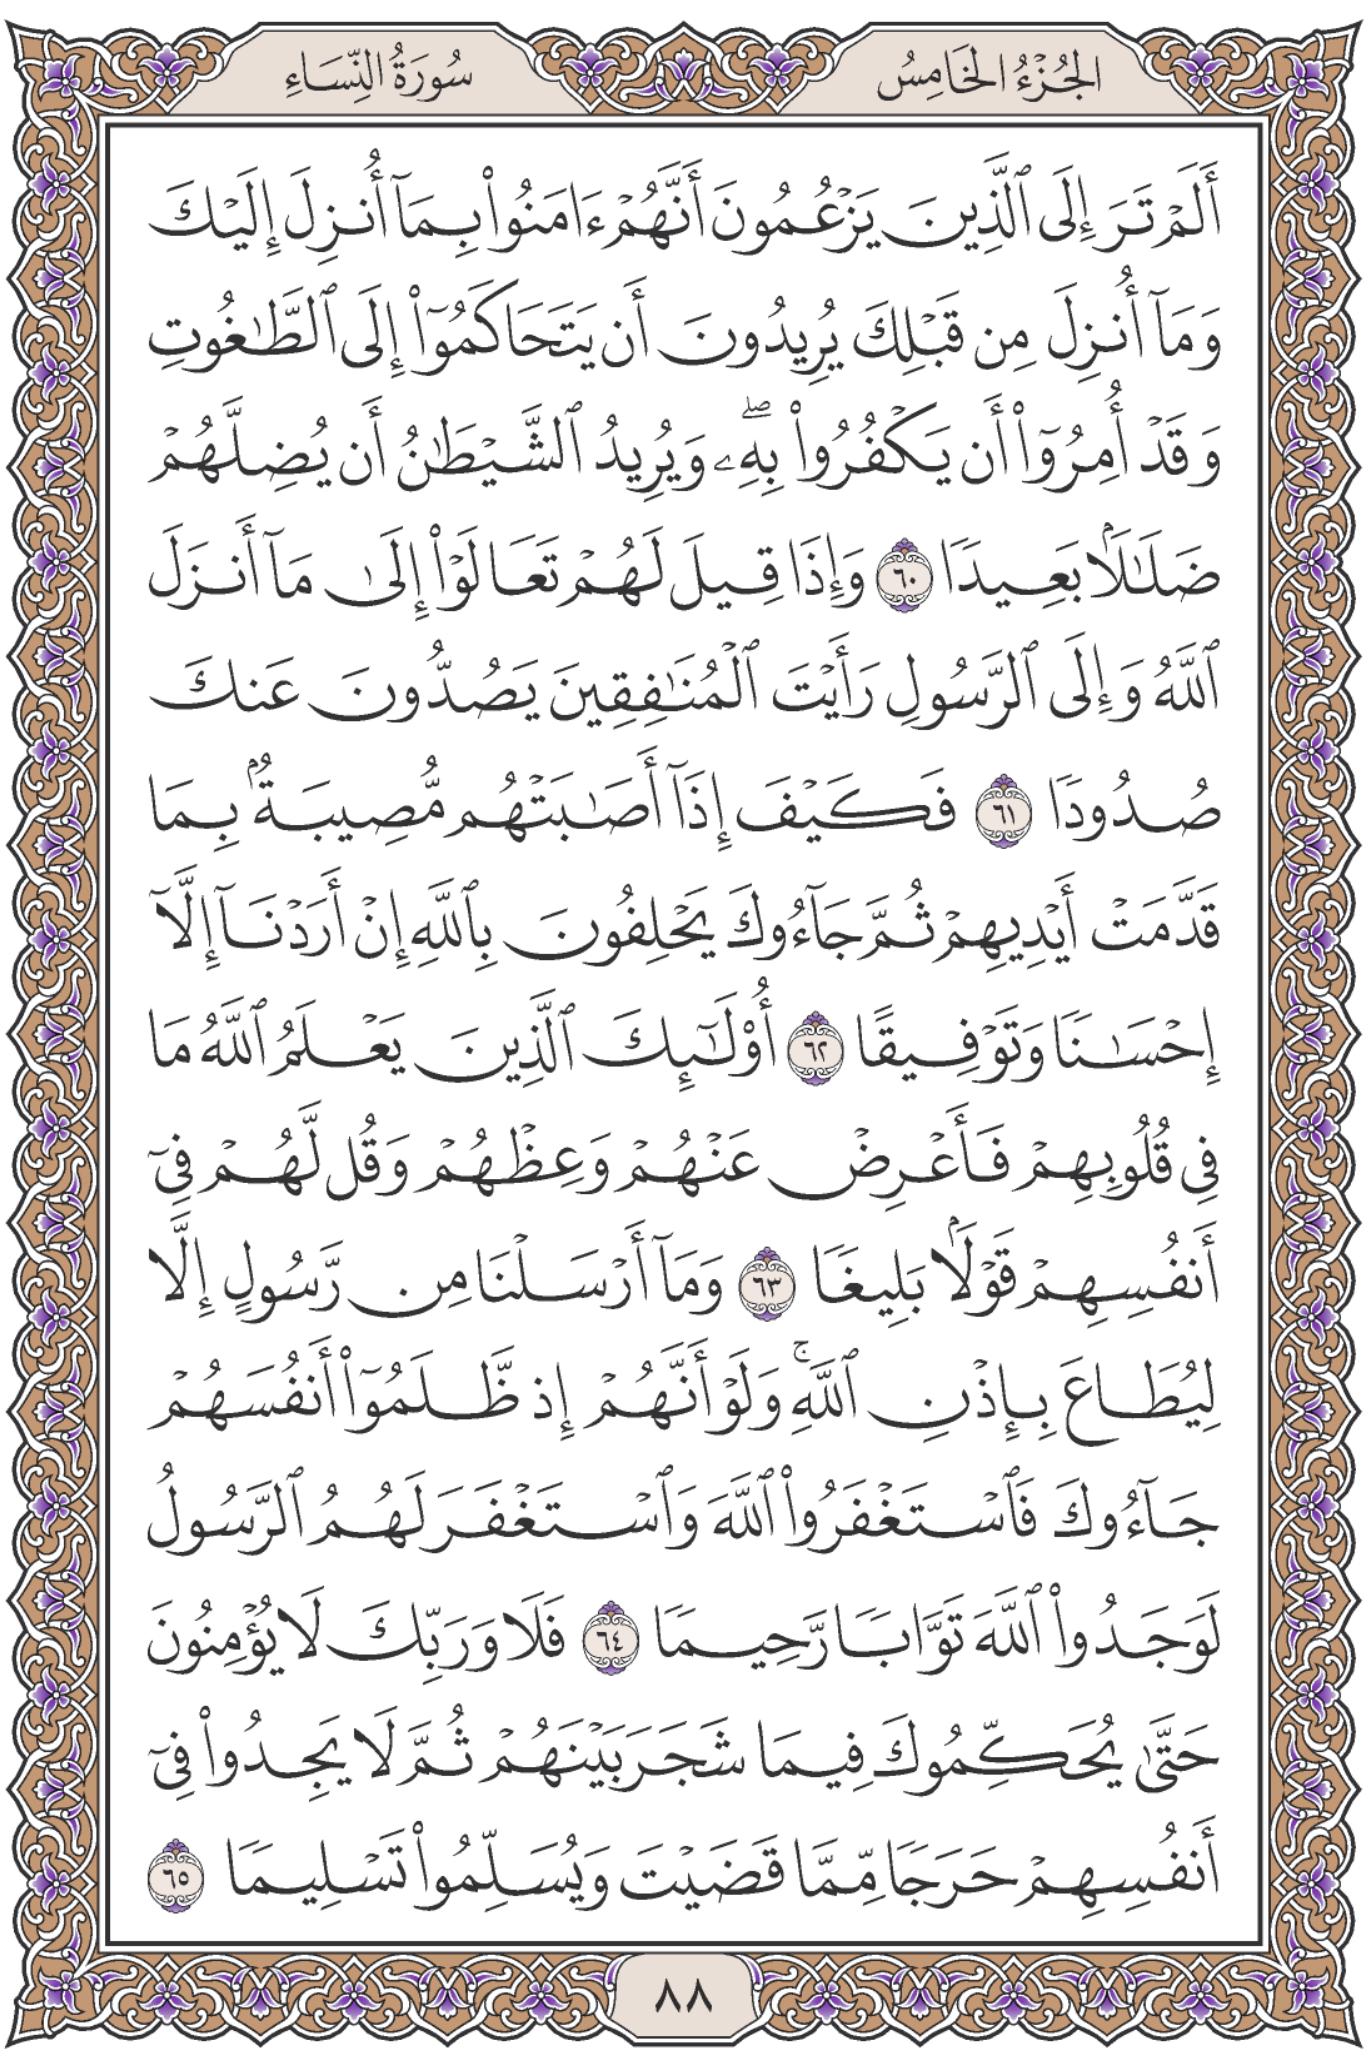 الجُزْءُ الخَامِسُ
سُورَةُ النِّسَاءِ
أَلَمْ تَرَ إِلَى ٱلَّذِينَ يَزْعُمُونَ أَنَّهُمْ ءَامَنُوا۟ بِمَآ أُنزِلَ إِلَيْكَ
وَمَآ أُنزِلَ مِن قَبْلِكَ يُرِيدُونَ أَن يَتَحَاكَمُوٓا۟ إِلَى ٱلطَّٰغُوتِ
وَقَدْ أُمِرُوٓا۟ أَن يَكْفُرُوا۟ بِهِۦۖ وَيُرِيدُ ٱلشَّيْطَٰنُ أَن يُضِلَّهُمْ
ضَلَٰلَۢا بَعِيدًا ٦٠ وَإِذَا قِيلَ لَهُمْ تَعَالَوْا۟ إِلَىٰ مَآ أَنزَلَ
ٱللَّهُ وَإِلَى ٱلرَّسُولِ رَأَيْتَ ٱلْمُنَٰفِقِينَ يَصُدُّونَ عَنكَ
صُدُودًا ٦١ فَكَيْفَ إِذَآ أَصَٰبَتْهُم مُّصِيبَةٌۢ بِمَا
قَدَّمَتْ أَيْدِيهِمْ ثُمَّ جَآءُوكَ يَحْلِفُونَ بِٱللَّهِ إِنْ أَرَدْنَآ إِلَّآ
إِحْسَٰنًا وَتَوْفِيقًا ٦٢ أُو۟لَٰٓئِكَ ٱلَّذِينَ يَعْلَمُ ٱللَّهُ مَا
فِى قُلُوبِهِمْ فَأَعْرِضْ عَنْهُمْ وَعِظْهُمْ وَقُل لَّهُمْ فِىٓ
أَنفُسِهِمْ قَوْلَۢا بَلِيغًا ٦٣ وَمَآ أَرْسَلْنَا مِن رَّسُولٍ إِلَّا
لِيُطَاعَ بِإِذْنِ ٱللَّهِۚ وَلَوْ أَنَّهُمْ إِذ ظَّلَمُوٓا۟ أَنفُسَهُمْ
جَآءُوكَ فَٱسْتَغْفَرُوا۟ ٱللَّهَ وَٱسْتَغْفَرَ لَهُمُ ٱلرَّسُولُ
لَوَجَدُوا۟ ٱللَّهَ تَوَّابًا رَّحِيمًا ٦٤ فَلَا وَرَبِّكَ لَا يُؤْمِنُونَ
حَتَّىٰ يُحَكِّمُوكَ فِيمَا شَجَرَ بَيْنَهُمْ ثُمَّ لَا يَجِدُوا۟ فِىٓ
أَنفُسِهِمْ حَرَجًا مِّمَّا قَضَيْتَ وَيُسَلِّمُوا۟ تَسْلِيمًا ٦٥
٨٨